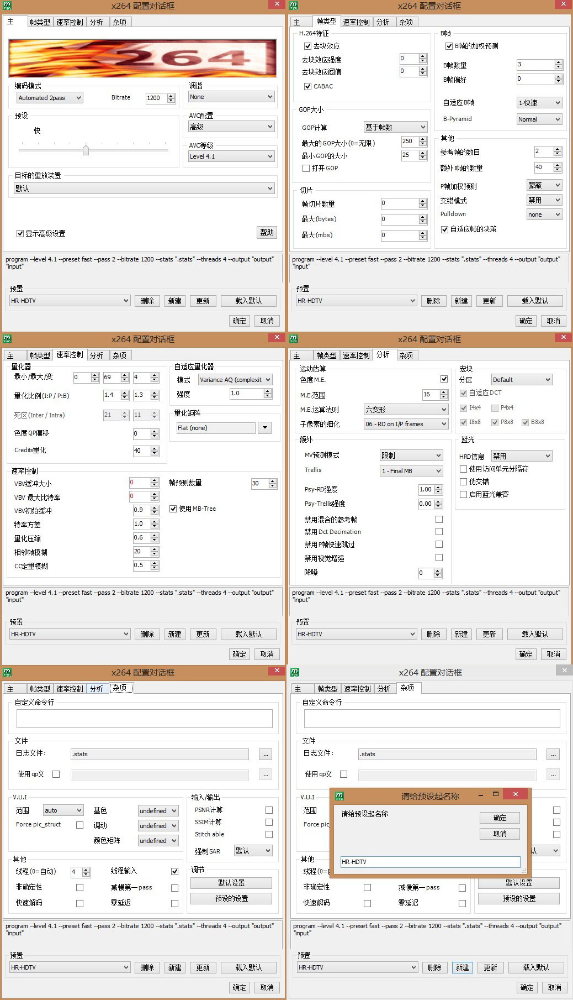 x264 配置对话框
主 帧类型 速率控制 分析 杂项
264
编码模式
Automated 2pass Bitrate 1200
调谐
None
预设
快
AVC配置
高级
AVC等级
Level 4.1
目标的重放装置
默认
显示高级设置 帮助
program --level 4.1 --preset fast --pass 2 --bitrate 1200 --stats ".stats" --threads 4 --output "output"
"input"
预置
HR-HDTV 删除 新建 更新 载入默认
确定 取消
x264 配置对话框
主 帧类型 速率控制 分析 杂项
H.264特征
去块效应
去块效应强度 0
去块效应阈值 0
CABAC
GOP大小
GOP计算 基于帧数
最大的GOP大小(0=无限) 250
最小GOP的大小 25
打开GOP
切片
帧切片数量 0
最大(bytes) 0
最大(mbs) 0
B帧
B帧的加权预测
B帧数量 3
B帧偏好 0
自适应B帧 1-快速
B-Pyramid Normal
其他
参考帧的数目 2
额外I帧的数量 40
P帧加权预测 蒙蔽
交错模式 禁用
Pulldown none
自适应帧的决策
program --level 4.1 --preset fast --pass 2 --bitrate 1200 --stats ".stats" --threads 4 --output "output"
"input"
预置
HR-HDTV 删除 新建 更新 载入默认
确定 取消
x264 配置对话框
主 帧类型 速率控制 分析 杂项
量化器
最小/最大/变 0 69 4
量化比例(I:P / P:B) 1.4 1.3
死区(Inter / Intra) 21 11
色度QP偏移 0
Credits量化 40
自适应量化器
模式 Variance AQ (complexit
强度 1.0
量化矩阵
Flat (none)
速率控制
VBV缓冲大小 0
VBV 最大比特率 0
VBV初始缓冲 0.9
特率方差 1.0
量化压缩 0.6
相邻帧模糊 20
CC定量模糊 0.5
帧预测数量 30
使用MB-Tree
program --level 4.1 --preset fast --pass 2 --bitrate 1200 --stats ".stats" --threads 4 --output "output"
"input"
预置
HR-HDTV 删除 新建 更新 载入默认
确定 取消
x264 配置对话框
主 帧类型 速率控制 分析 杂项
运动估算
色度M.E.
M.E.范围 16
M.E.运算法则 六变形
子像素的细化 06 - RD on I/P frames
额外
MV预测模式 限制
Trellis 1 - Final MB
Psy-RD强度 1.00
Psy-Trellis强度 0.00
禁用混合的参考帧
禁用Dct Decimation
禁用P帧快速跳过
禁用视觉增强
降噪 0
宏块
分区 Default
自适应DCT
I4x4 P4x4
I8x8 P8x8 B8x8
蓝光
HRD信息 禁用
使用访问单元分隔符
伪交错
启用蓝光兼容
program --level 4.1 --preset fast --pass 2 --bitrate 1200 --stats ".stats" --threads 4 --output "output"
"input"
预置
HR-HDTV 删除 新建 更新 载入默认
确定 取消
x264 配置对话框
主 帧类型 速率控制 分析 杂项
自定义命令行
文件
日志文件: .stats ...
使用qp文 ...
V.U.I
范围 auto 基色 undefined
Force pic_struct 调动 undefined
颜色矩阵 undefined
输入/输出
PSNR计算
SSIM计算
Stitch able
强制SAR 默认
其他
线程(0=自动) 4 线程输入
非确定性 减慢第一pass
快速解码 零延迟
调节
默认设置
预设的设置
program --level 4.1 --preset fast --pass 2 --bitrate 1200 --stats ".stats" --threads 4 --output "output"
"input"
预置
HR-HDTV 删除 新建 更新 载入默认
确定 取消
x264 配置对话框
主 帧类型 速率控制 分析 杂项
自定义命令行
文件
日志文件: .stats ...
使用qp文 ...
V.U.I
范围
Force pic_
请给预设起名称
请给预设起名称
确定
取消
HR-HDTV
认
其他
线程(0=自
非确定性 减慢第一pass
快速解码 零延迟
默认设置
预设的设置
program --level 4.1 --preset fast --pass 2 --bitrate 1200 --stats ".stats" --threads 4 --output "output"
"input"
预置
HR-HDTV 删除 新建 更新 载入默认
确定 取消